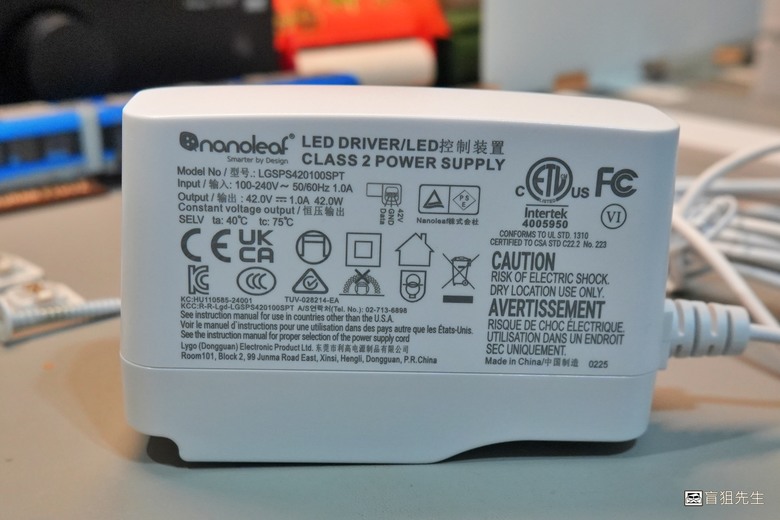 nanoleaf®
Smarter by Design
LED DRIVER/LED控制装置
CLASS 2 POWER SUPPLY
Model No / 型号.: LGSPS420100SPT
Input / 输入: 100-240V～ 50/60Hz 1.0A
Output / 输出: 42.0V ⎓ 1.0A 42.0W
Constant voltage output / 恒压输出
SELV ta: 40℃ tc: 75℃
42V
GND
Data
PS
E
Nanoleaf株式会社
C ETL US
LISTED
Intertek
4005950
FC
VI
CONFORMS TO UL STD. 1310
CERTIFIED TO CSA STD C22.2 No. 223
CE
UK
CA
CCC
KC:HU110585-24001
TUV-028214-EA
KCC:R-R-Lgd-LGSPS420100SPT A/S연락처(Tel. No.): 02-713-6898
See instruction manual for use in countries other than the U.S.A.
Voir le manuel d'instructions pour une utilisation dans des pays autre que les États-Unis.
See the instruction manual for proper selection of the power supply cord
Lygo (Dongguan) Electronic Product Ltd. 东莞市利高电源制品有限公司
Room101, Block 2, 99 Junma Road East, Xinsi, Hengli, Dongguan, P.R.China
CAUTION
RISK OF ELECTRIC SHOCK.
DRY LOCATION USE ONLY.
AVERTISSEMENT
RISQUE DE CHOC ÉLECTRIQUE.
UTILISATION DANS UN ENDROIT
SEC UNIQUEMENT.
Made in China/中国制造 0225
盲狙先生